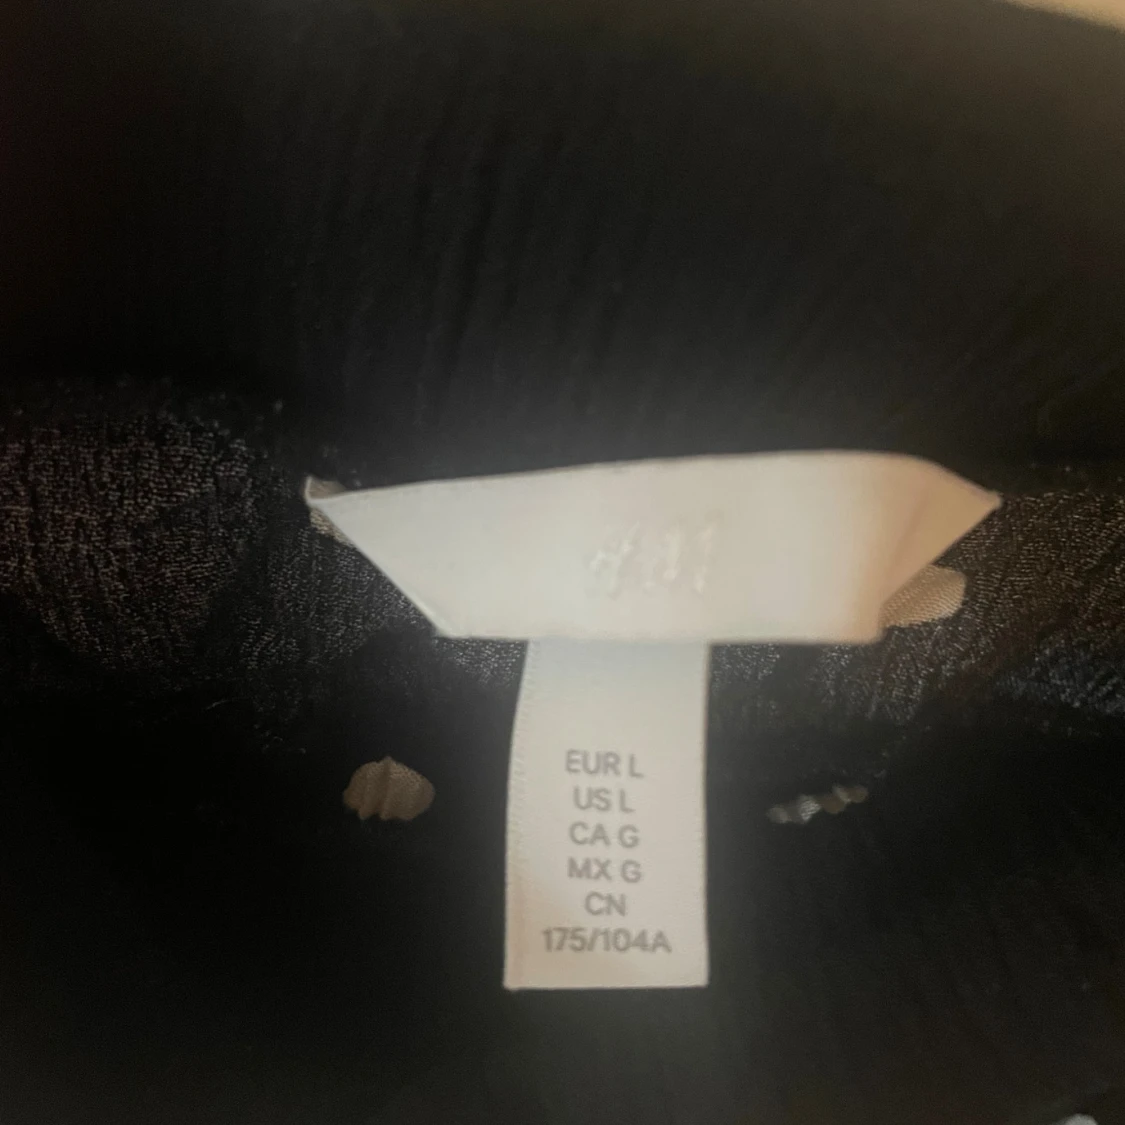 H&M
EUR L
US L
CA G
MX G
CN
175/104A